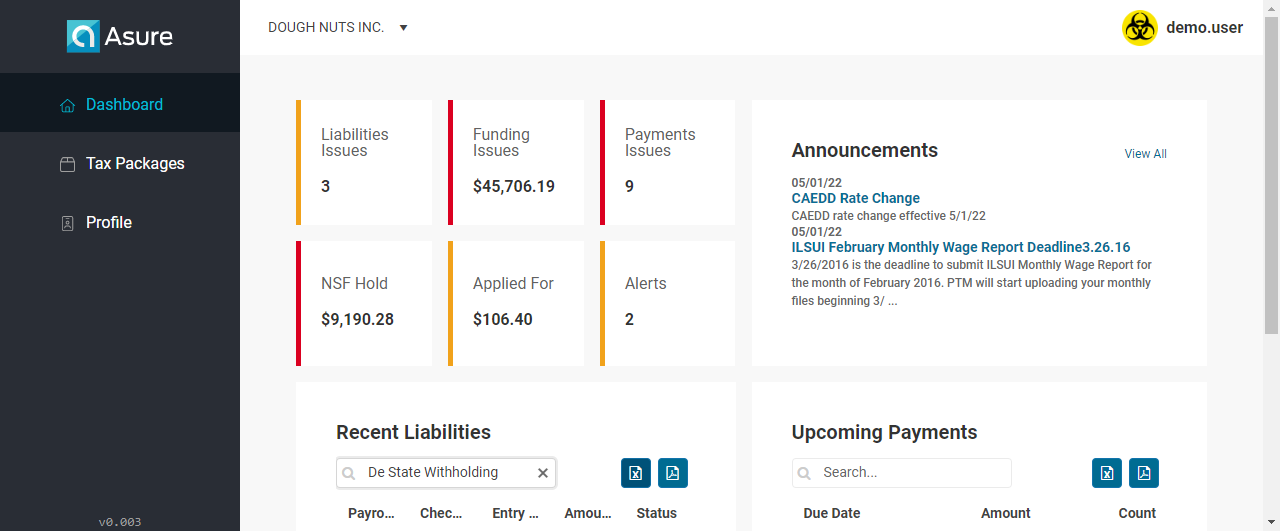 Asure
DOUGH NUTS INC.
demo.user
Dashboard
Tax Packages
Profile
v0.003
Liabilities
Issues
3
Funding
Issues
$45,706.19
Payments
Issues
9
NSF Hold
$9,190.28
Applied For
$106.40
Alerts
2
Announcements
View All
05/01/22
CAEDD Rate Change
CAEDD rate change effective 5/1/22
05/01/22
ILSUI February Monthly Wage Report Deadline3.26.16
3/26/2016 is the deadline to submit ILSUI Monthly Wage Report for
the month of February 2016. PTM will start uploading your monthly
files beginning 3/ ...
Recent Liabilities
De State Withholding
Payro... Chec... Entry ... Amou... Status
Upcoming Payments
Search...
Due Date Amount Count